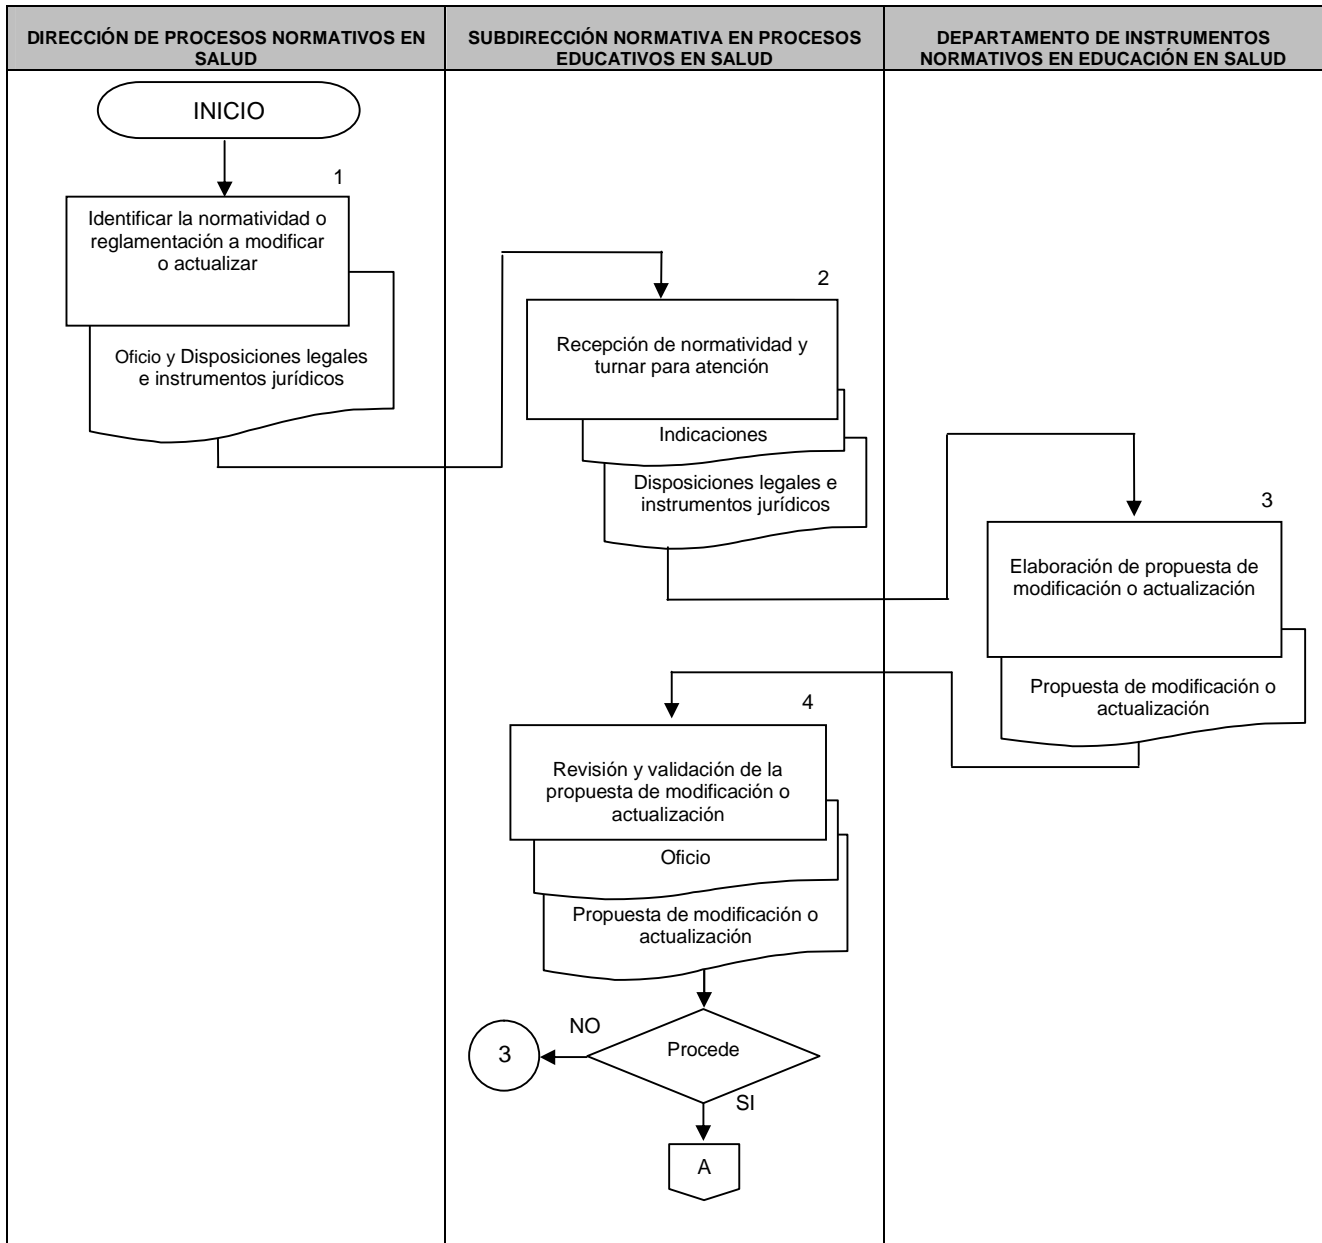 DIRECCIÓN DE PROCESOS NORMATIVOS EN
SALUD
SUBDIRECCIÓN NORMATIVA EN PROCESOS
EDUCATIVOS EN SALUD
DEPARTAMENTO DE INSTRUMENTOS
NORMATIVOS EN EDUCACIÓN EN SALUD
INICIO
1
Identificar la normatividad o
reglamentación a modificar
o actualizar
Oficio y Disposiciones legales
e instrumentos jurídicos
2
Recepción de normatividad y
turnar para atención
Indicaciones
Disposiciones legales e
instrumentos jurídicos
3
Elaboración de propuesta de
modificación o actualización
Propuesta de modificación o
actualización
4
Revisión y validación de la
propuesta de modificación o
actualización
Oficio
Propuesta de modificación o
actualización
Procede
NO
3
SI
A